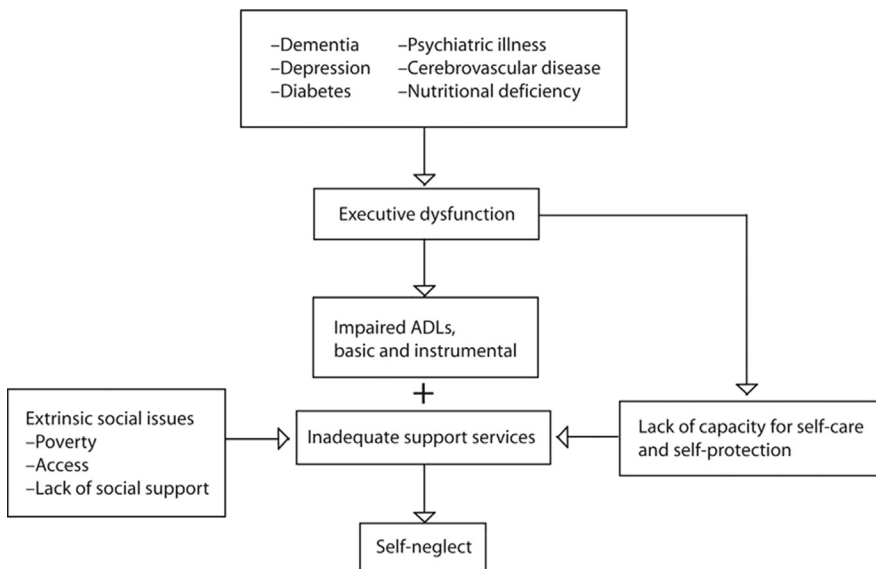 –Dementia –Psychiatric illness
–Depression –Cerebrovascular disease
–Diabetes –Nutritional deficiency
Executive dysfunction
Impaired ADLs,
basic and instrumental
+
Extrinsic social issues
–Poverty
–Access
–Lack of social support
Inadequate support services
Lack of capacity for self-care
and self-protection
Self-neglect